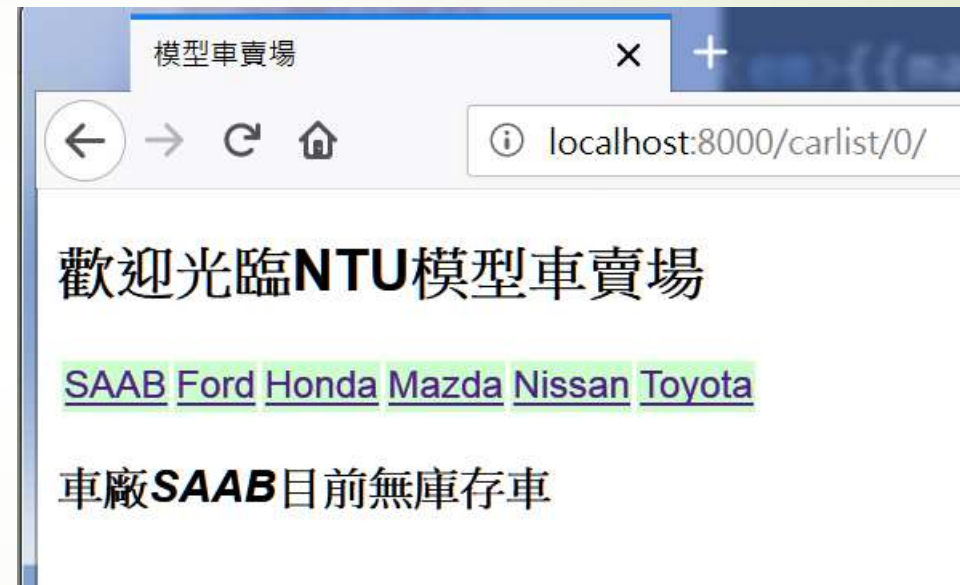 模型車賣場
{{ma
localhost:8000/carlist/0/
歡迎光臨NTU模型車賣場
SAAB Ford Honda Mazda Nissan Toyota
車廠SAAB目前無庫存車